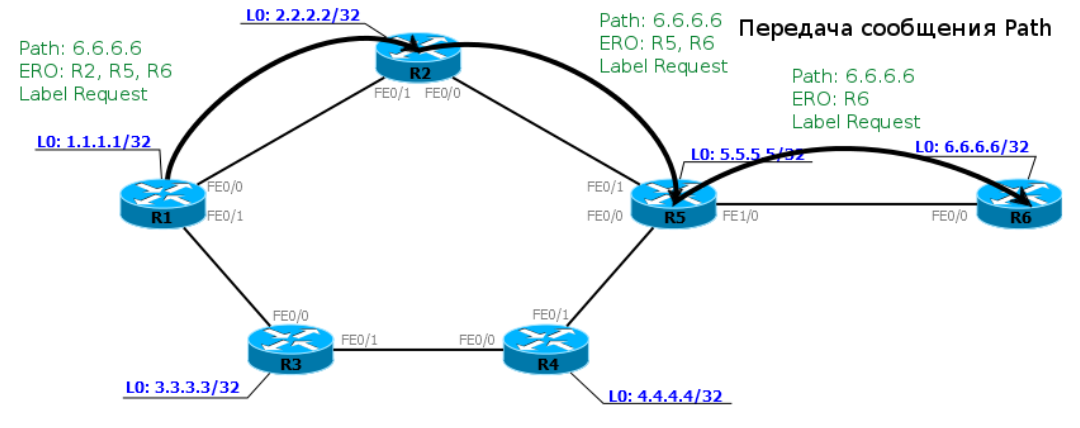 L0: 2.2.2.2/32
Path: 6.6.6.6
ERO: R5, R6
Label Request
Передача сообщения Path
Path: 6.6.6.6
ERO: R2, R5, R6
Label Request
R2
FE0/1
FE0/0
Path: 6.6.6.6
ERO: R6
Label Request
L0: 1.1.1.1/32
L0: 5.5.5.5/32
L0: 6.6.6.6/32
FE0/0
R1
FE0/1
FE0/1
FE0/0
R5
FE1/0
FE0/0
R6
FE0/0
R3
FE0/1
FE0/0
FE0/1
R4
L0: 3.3.3.3/32
L0: 4.4.4.4/32